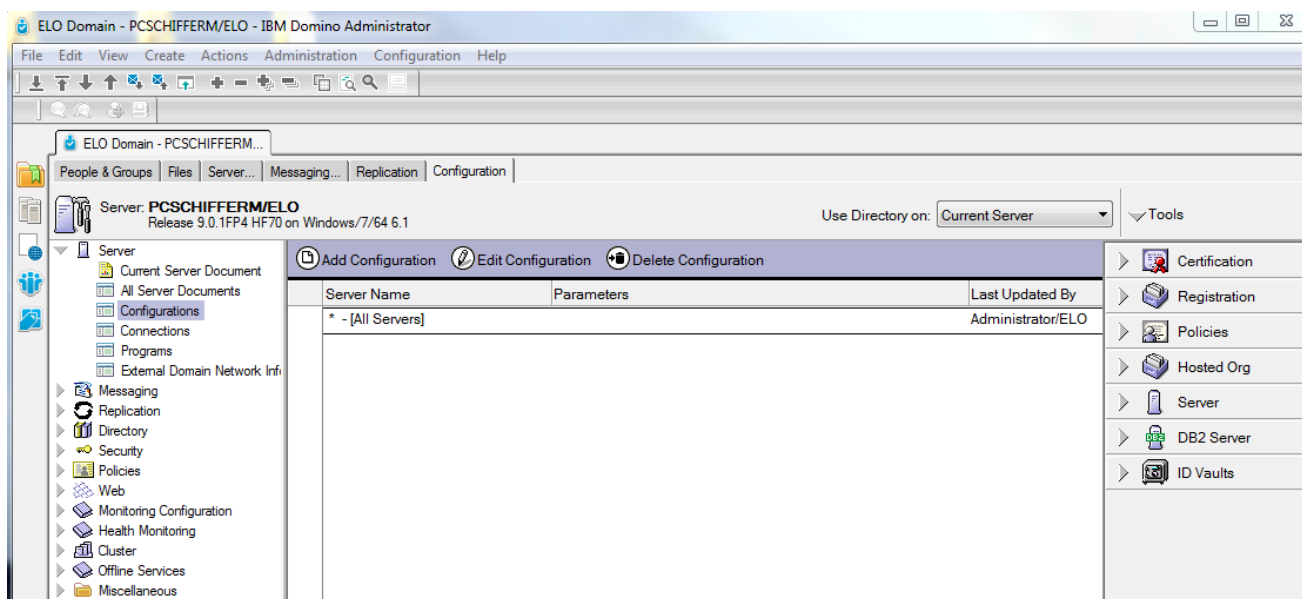 ELO Domain - PCSCHIFFERM/ELO - IBM Domino Administrator
File Edit View Create Actions Administration Configuration Help
ELO Domain - PCSCHIFFERM...
People & Groups Files Server... Messaging... Replication Configuration
Server: PCSCHIFFERM/ELO
Release 9.0.1FP4 HF70 on Windows/7/64 6.1
Use Directory on: Current Server
Tools
Server
Current Server Document
All Server Documents
Configurations
Connections
Programs
External Domain Network Inf
Messaging
Replication
Directory
Security
Policies
Web
Monitoring Configuration
Health Monitoring
Cluster
Offline Services
Miscellaneous
Add Configuration Edit Configuration Delete Configuration
Server Name Parameters Last Updated By
* - [All Servers] Administrator/ELO
Certification
Registration
Policies
Hosted Org
Server
DB2 DB2 Server
ID Vaults